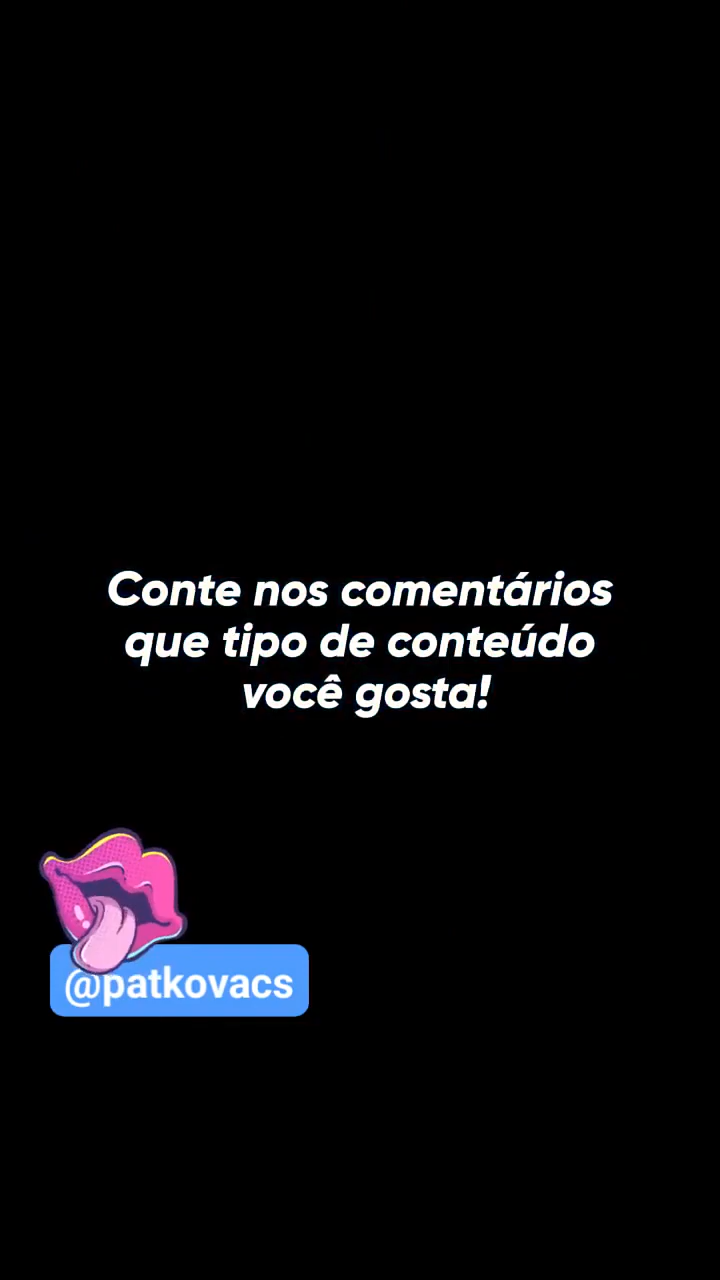 Conte nos comentários
que tipo de conteúdo
você gosta!
@patkovacs